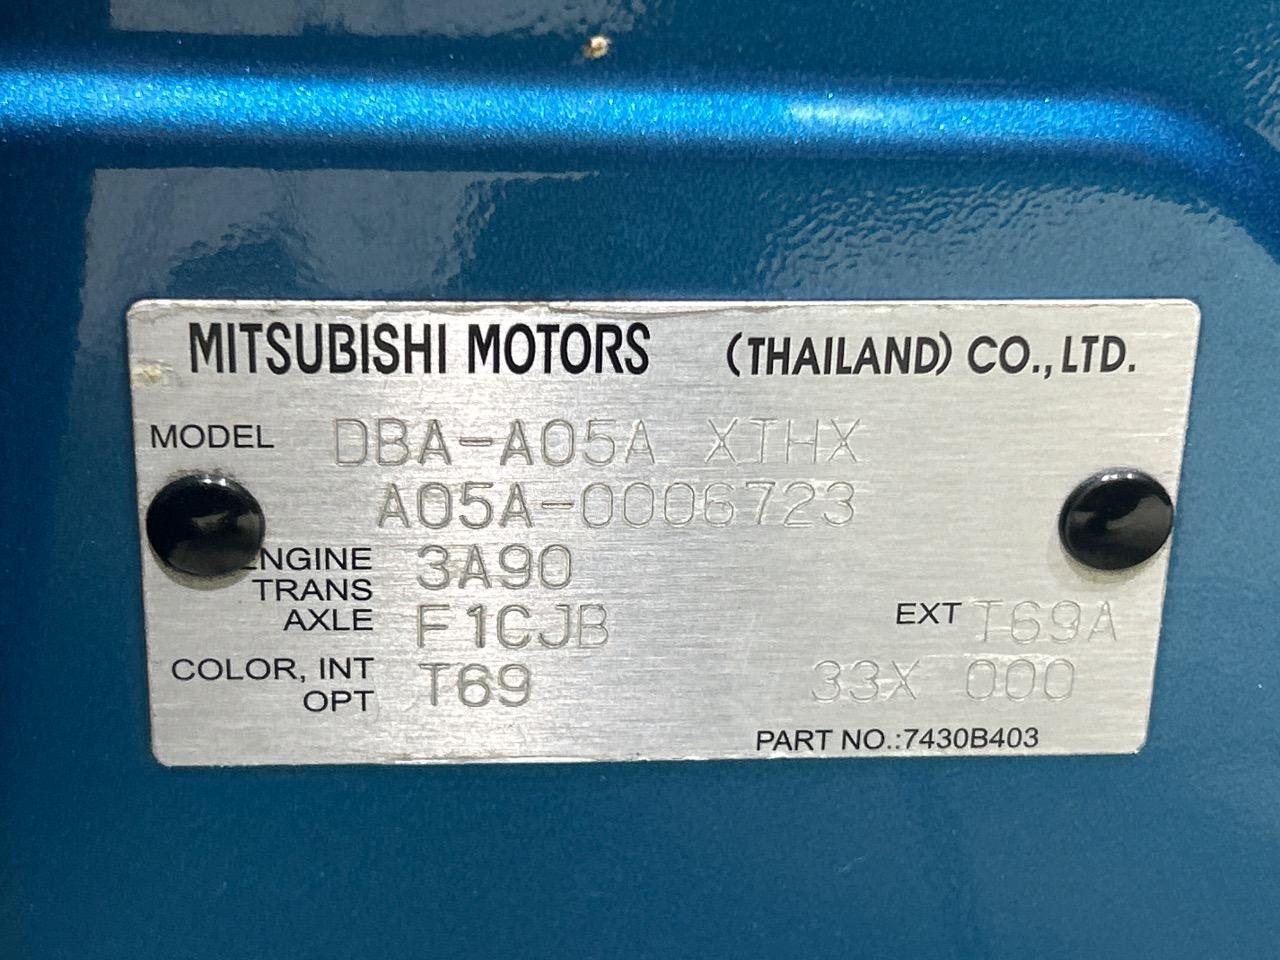 MITSUBISHI MOTORS (THAILAND) CO., LTD.
MODEL DBA-A05A XTHX
A05A-0006723
ENGINE 3A90
TRANS
AXLE F1CJB EXT T69A
COLOR, INT
OPT T69 33X 000
PART NO.:7430B403